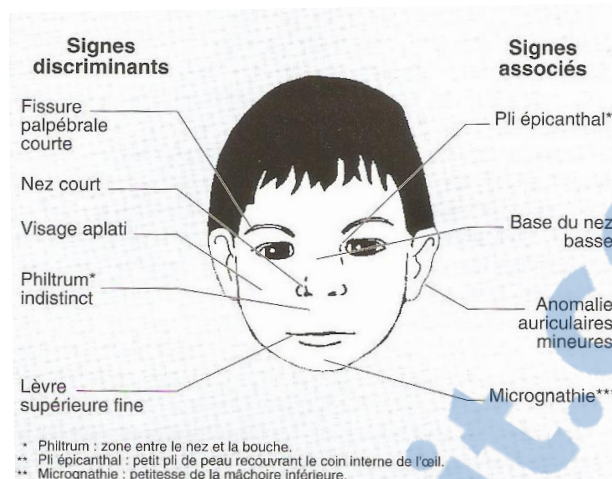 Signes
discriminants
Fissure
palpébrale
courte
Nez court
Visage aplati
Philtrum*
indistinct
Lèvre
supérieure fine
Signes
associés
Pli épicanthal*
Base du nez
basse
Anomalie
auriculaires
mineures
Micrognathie***
* Philtrum : zone entre le nez et la bouche.
** Pli épicanthal : petit pli de peau recouvrant le coin interne de l'œil.
** Micrognathie : petitesse de la mâchoire inférieure.